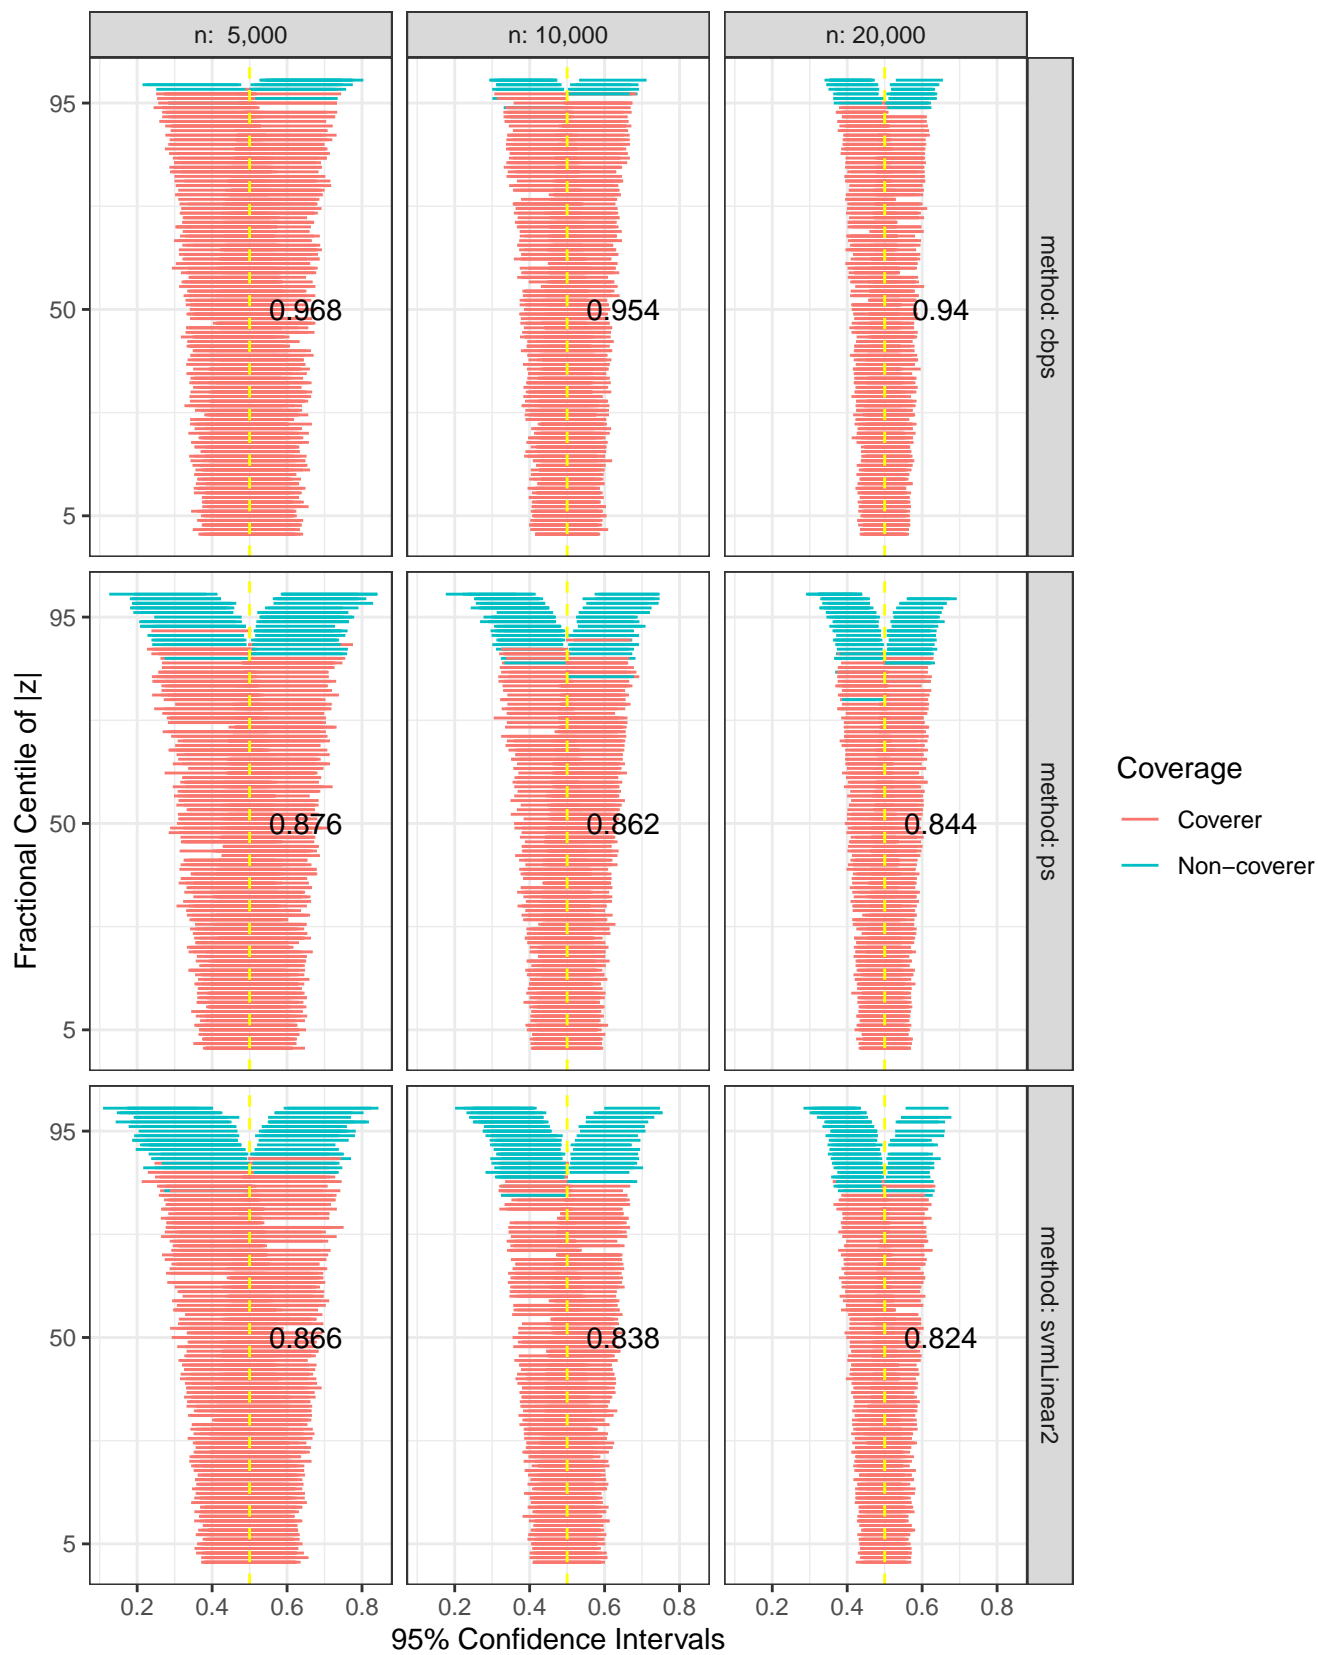 n: 5,000
n: 10,000
n: 20,000
95
50
5
0.968
0.954
0.94
method: cbps
95
50
5
0.876
0.862
0.844
method: ps
95
50
5
0.866
0.838
0.824
method: svmLinear2
Fractional Centile of |z|
0.2 0.4 0.6 0.8
0.2 0.4 0.6 0.8
0.2 0.4 0.6 0.8
95% Confidence Intervals
Coverage
Coverer
Non−coverer